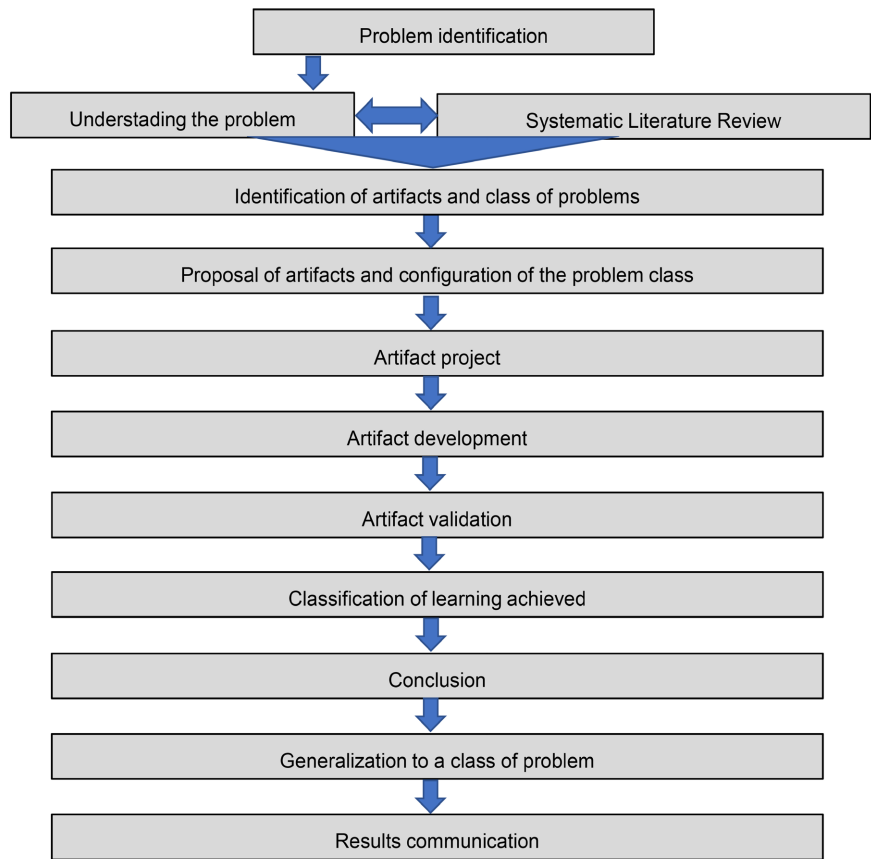 Problem identification
Understading the problem
Systematic Literature Review
Identification of artifacts and class of problems
Proposal of artifacts and configuration of the problem class
Artifact project
Artifact development
Artifact validation
Classification of learning achieved
Conclusion
Generalization to a class of problem
Results communication